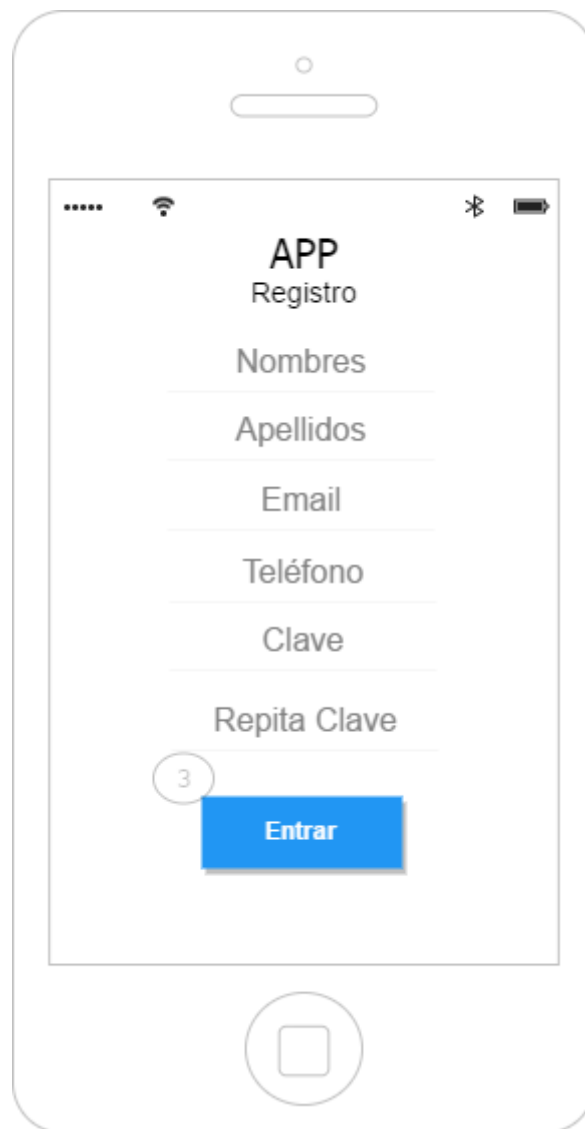 APP
Registro
Nombres
Apellidos
Email
Teléfono
Clave
Repita Clave
3
Entrar